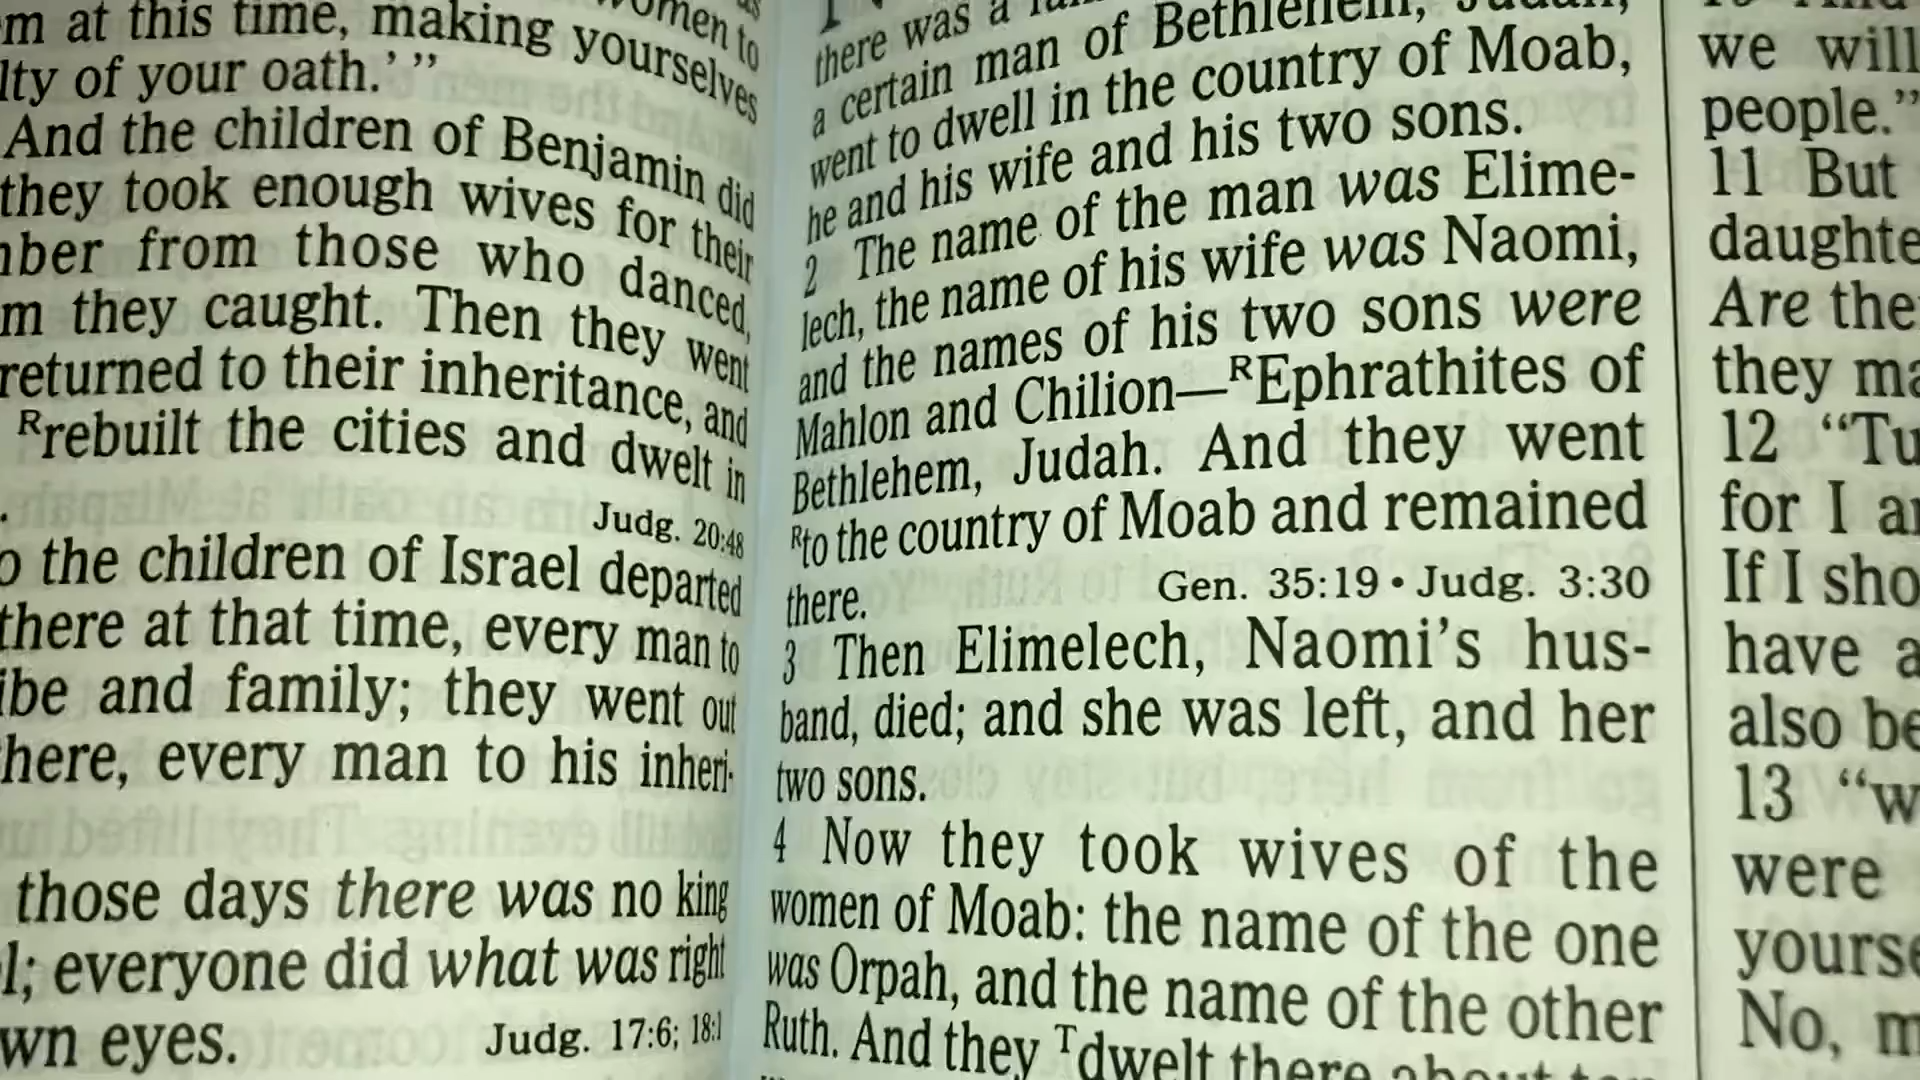 women to
m at this time, making yourselves
lty of your oath.' ”
And the children of Benjamin did
they took enough wives for their
ber from those who danced,
m they caught. Then they went
returned to their inheritance, and
Rrebuilt the cities and dwelt in
.
Judg. 20:48
o the children of Israel departed
there at that time, every man to
ibe and family; they went out
here, every man to his inheri-
those days there was no king
l; everyone did what was right
wn eyes.
Judg. 17:6; 18:1
there was a
a certain man of Bethlehem, Judah,
went to dwell in the country of Moab,
he and his wife and his two sons.
2 The name of the man was Elime-
lech, the name of his wife was Naomi,
and the names of his two sons were
Mahlon and Chilion—REphrathites of
Bethlehem, Judah. And they went
Rto the country of Moab and remained
there.
Gen. 35:19 • Judg. 3:30
3 Then Elimelech, Naomi’s hus-
band, died; and she was left, and her
two sons.
4 Now they took wives of the
women of Moab: the name of the one
was Orpah, and the name of the other
Ruth. And they Tdwelt there about ten
we will
people.”
11 But
daughte
Are the
they ma
12 “Tu
for I a
If I sho
have a
also be
13 “w
were
yourse
No, m